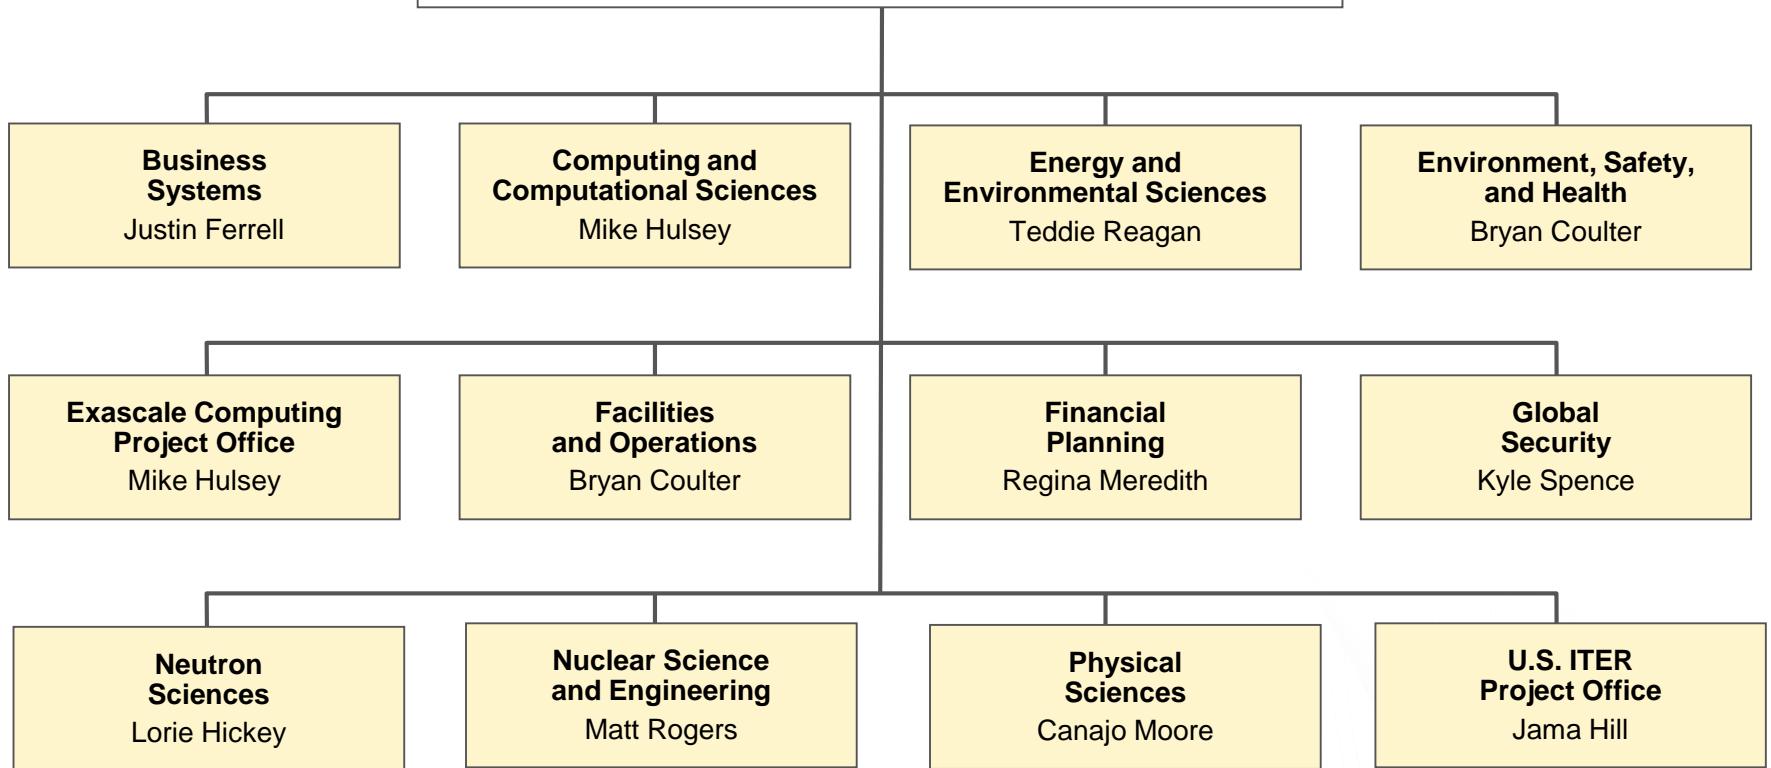 Business
Systems
Justin Ferrell
Computing and
Computational Sciences
Mike Hulsey
Energy and
Environmental Sciences
Teddie Reagan
Environment, Safety,
and Health
Bryan Coulter
Exascale Computing
Project Office
Mike Hulsey
Facilities
and Operations
Bryan Coulter
Financial
Planning
Regina Meredith
Global
Security
Kyle Spence
Neutron
Sciences
Lorie Hickey
Nuclear Science
and Engineering
Matt Rogers
Physical
Sciences
Canajo Moore
U.S. ITER
Project Office
Jama Hill